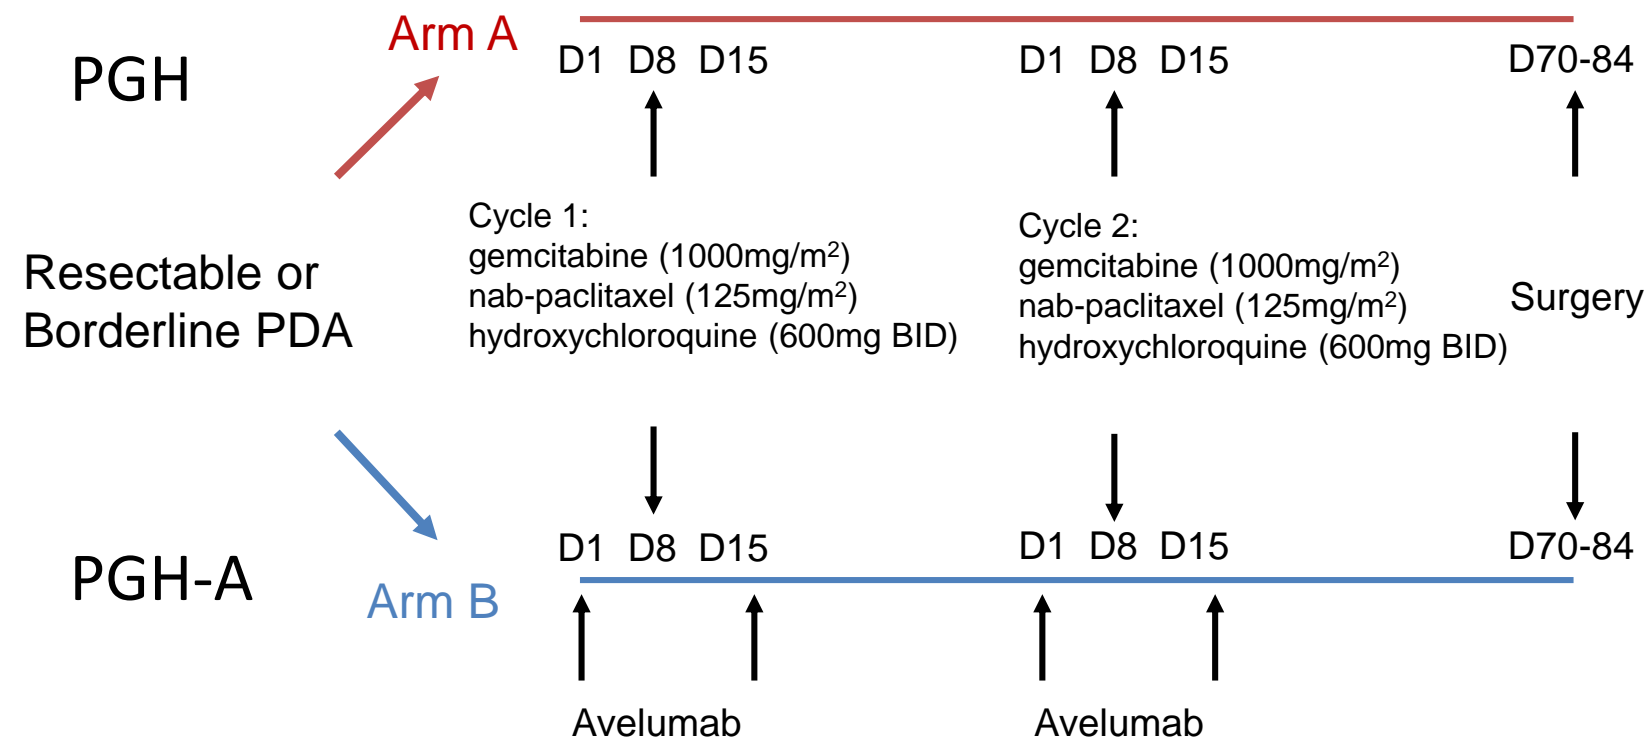 Arm A
PGH
D1 D8 D15
D1 D8 D15
D70-84
Cycle 1:
gemcitabine (1000mg/m²)
nab-paclitaxel (125mg/m²)
hydroxychloroquine (600mg BID)
Cycle 2:
gemcitabine (1000mg/m²)
nab-paclitaxel (125mg/m²)
hydroxychloroquine (600mg BID)
Resectable or
Borderline PDA
Surgery
D1 D8 D15
D1 D8 D15
D70-84
PGH-A
Arm B
Avelumab
Avelumab